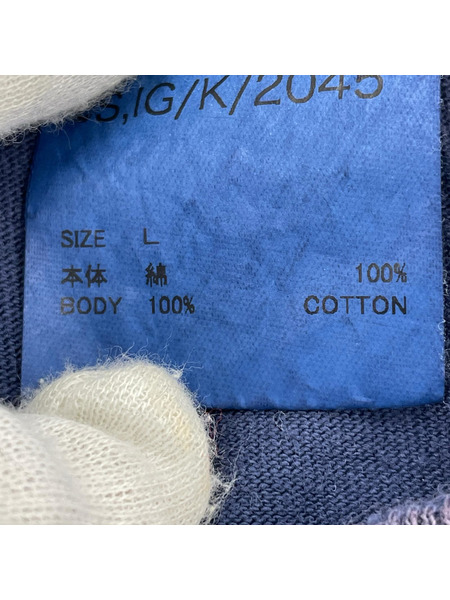 S,IG/K/2045
SIZE L
本体 綿 100%
BODY 100% COTTON